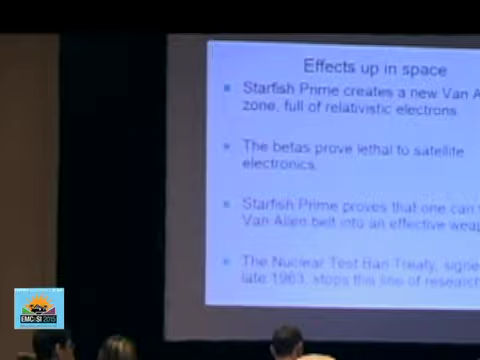 Effects up in space
Starfish Prime creates a new Van A
zone, full of relativistic electrons
The betas prove lethal to satellite
electronics.
Starfish Prime proves that one can
Van Allen belt into an effective weap
The Nuclear Test Ban Treaty, signe
late 1963, stops this line of research
EMC&SI 2015